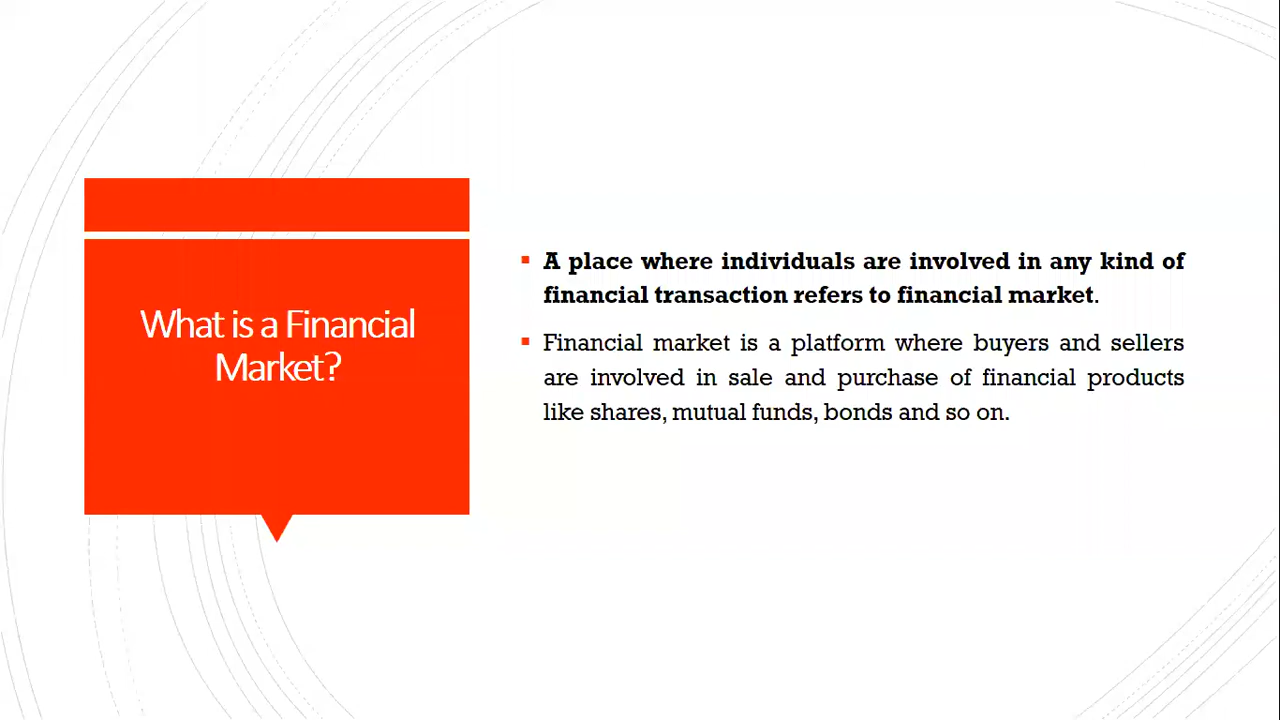 What is a Financial
Market?
▪ A place where individuals are involved in any kind of
financial transaction refers to financial market.
▪ Financial market is a platform where buyers and sellers
are involved in sale and purchase of financial products
like shares, mutual funds, bonds and so on.